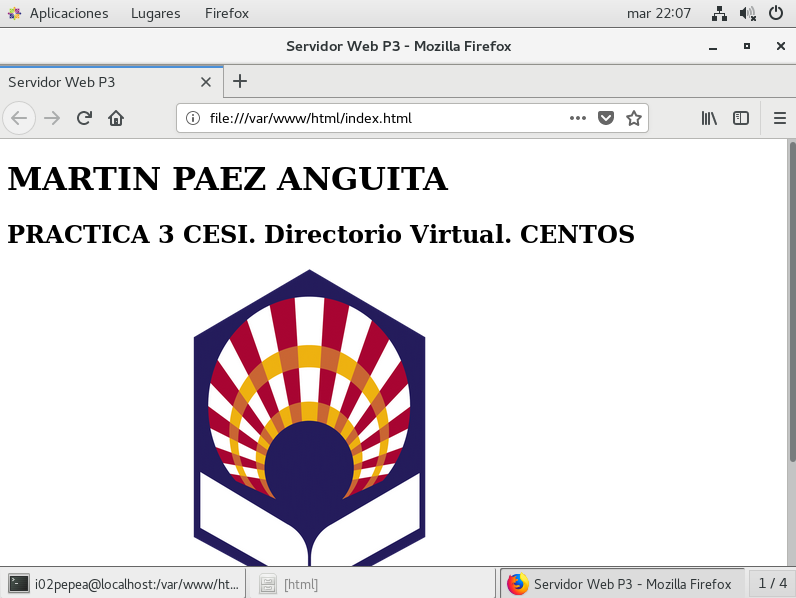 Aplicaciones Lugares Firefox mar 22:07
Servidor Web P3 - Mozilla Firefox
Servidor Web P3
file:///var/www/html/index.html
MARTIN PAEZ ANGUITA
PRACTICA 3 CESI. Directorio Virtual. CENTOS
i02pepea@localhost:/var/www/ht... [html] Servidor Web P3 - Mozilla Firefox 1 / 4